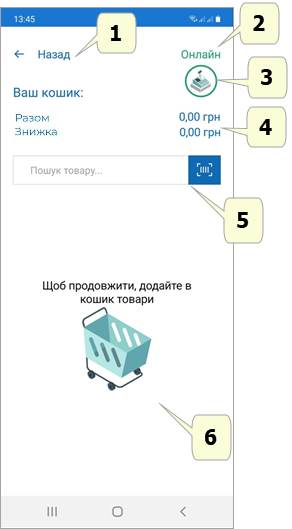 13:45
1
2
← Назад
Онлайн
3
Ваш кошик:
Разом 0,00 грн
Знижка 0,00 грн
4
Пошук товару...
5
Щоб продовжити, додайте в
кошик товари
6